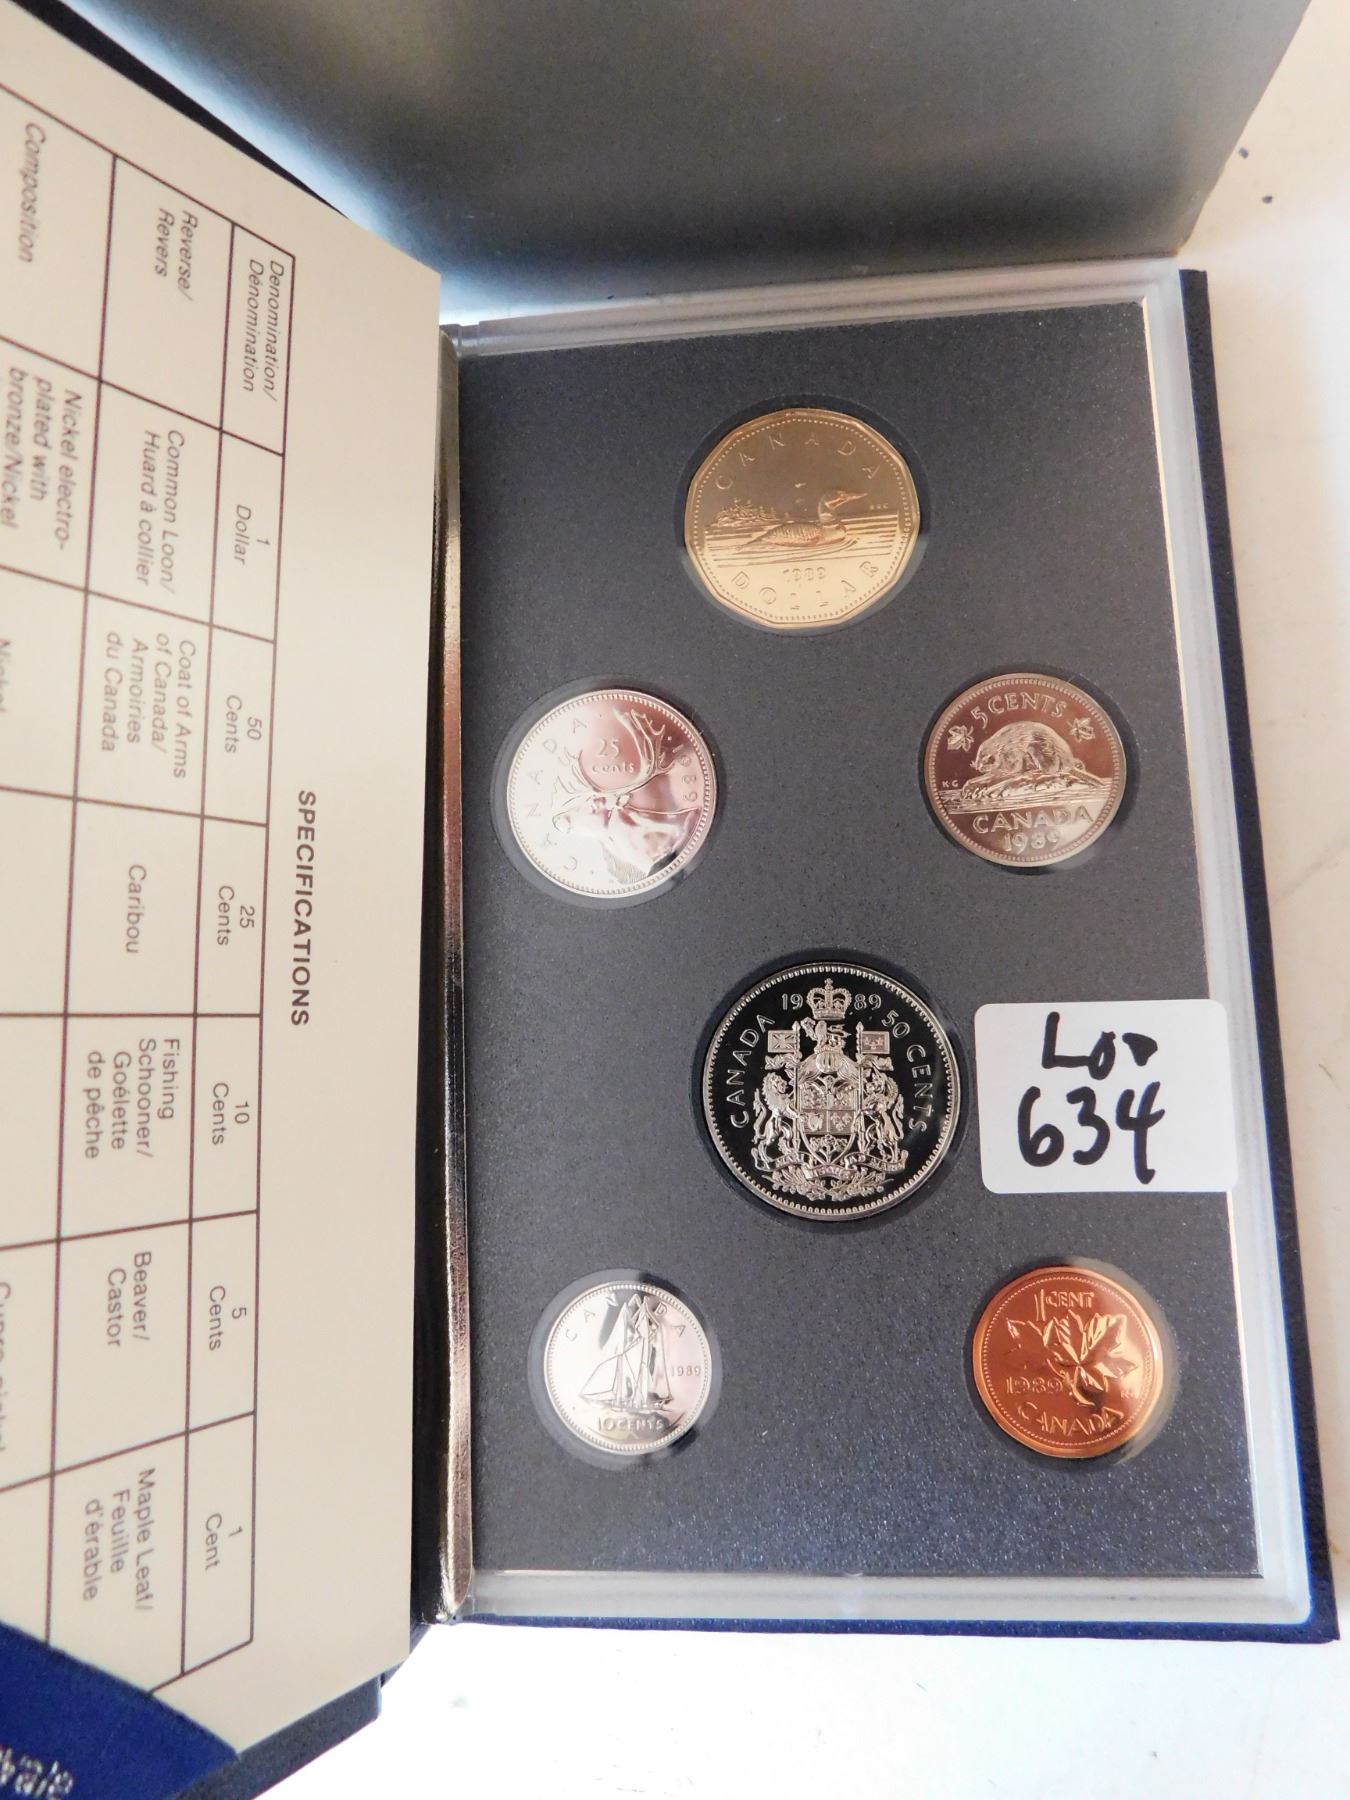 SPECIFICATIONS
Denomination/
Dénomination
1
Dollar
50
Cents
25
Cents
10
Cents
5
Cents
1
Cent
Reverse/
Revers
Common Loon/
Huard à collier
Coat of Arms
of Canada/
Armoiries
du Canada
Caribou
Fishing
Schooner/
Goélette
de pêche
Beaver/
Castor
Maple Leaf/
Feuille
d'érable
Composition
Nickel electro-
plated with
bronze/Nickel
CANADA
1989
DOLLAR
CANADA
25
cents
1989
5 CENTS
KG
CANADA
1989
CANADA 1989 50 CENTS
Lot
634
CANADA
1989
10 CENTS
1 CENT
1989
CANADA